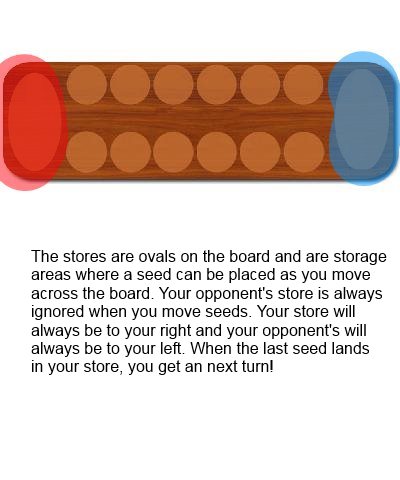 The stores are ovals on the board and are storage
areas where a seed can be placed as you move
across the board. Your opponent's store is always
ignored when you move seeds. Your store will
always be to your right and your opponent's will
always be to your left. When the last seed lands
in your store, you get an next turn!